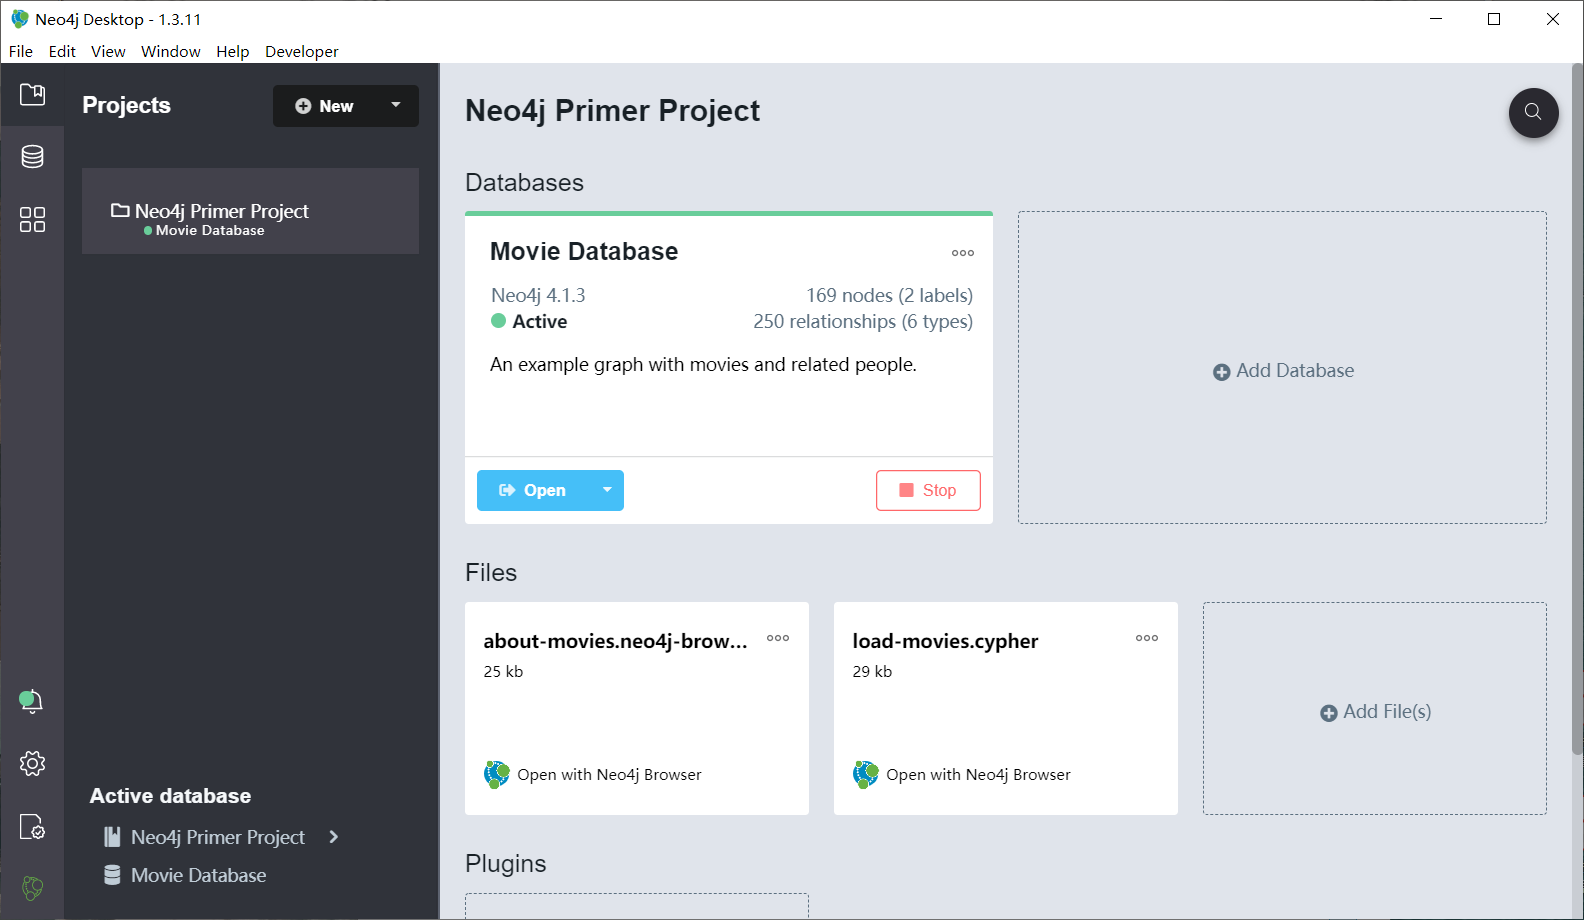 Neo4j Desktop - 1.3.11
File Edit View Window Help Developer
Projects
New
Neo4j Primer Project
Movie Database
Active database
Neo4j Primer Project
Movie Database
Neo4j Primer Project
Databases
Movie Database
Neo4j 4.1.3
169 nodes (2 labels)
Active
250 relationships (6 types)
An example graph with movies and related people.
Open
Stop
Add Database
Files
about-movies.neo4j-brow...
25 kb
Open with Neo4j Browser
load-movies.cypher
29 kb
Open with Neo4j Browser
Add File(s)
Plugins